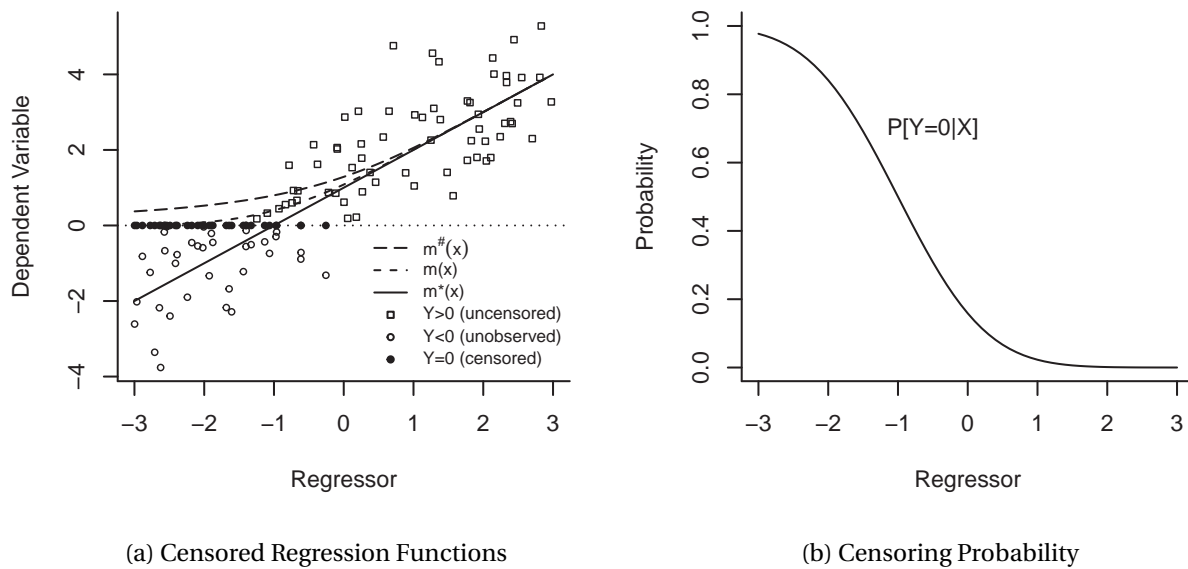 Dependent Variable
4
2
0
−2
−4
m#(x)
m(x)
m*(x)
Y>0 (uncensored)
Y<0 (unobserved)
Y=0 (censored)
−3 −2 −1 0 1 2 3
Regressor
(a) Censored Regression Functions
Probability
1.0
0.8
0.6
0.4
0.2
0.0
P[Y=0|X]
−3 −2 −1 0 1 2 3
Regressor
(b) Censoring Probability